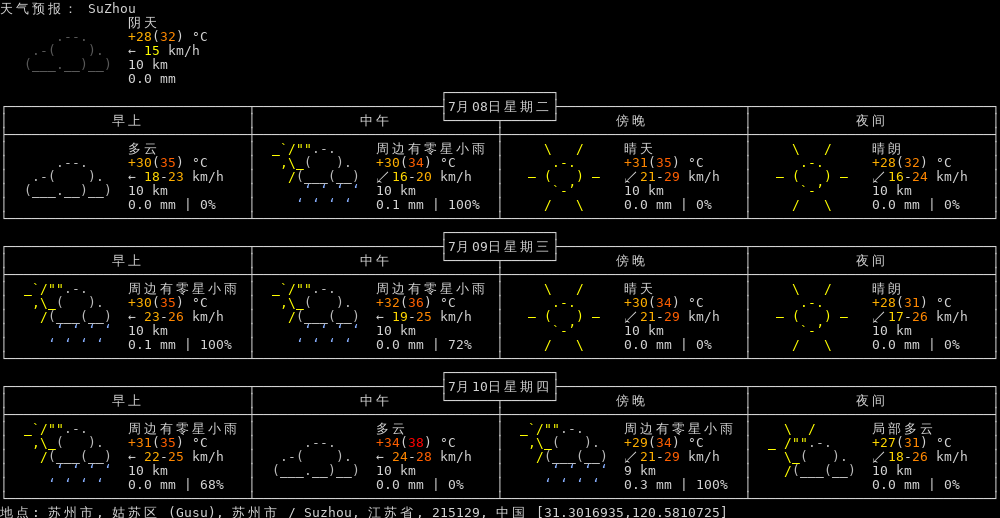 天气预报： SuZhou
阴天
+28(32) °C
← 15 km/h
10 km
0.0 mm
7月08日星期二
早上 中午 傍晚 夜间
多云 周边有零星小雨 晴天 晴朗
+30(35) °C +30(34) °C +31(35) °C +28(32) °C
← 18-23 km/h ↙ 16-20 km/h ↙ 21-29 km/h ↙ 16-24 km/h
10 km 10 km 10 km 10 km
0.0 mm | 0% 0.1 mm | 100% 0.0 mm | 0% 0.0 mm | 0%
7月09日星期三
早上 中午 傍晚 夜间
周边有零星小雨 周边有零星小雨 晴天 晴朗
+30(35) °C +32(36) °C +30(34) °C +28(31) °C
← 23-26 km/h ← 19-25 km/h ↙ 21-29 km/h ↙ 17-26 km/h
10 km 10 km 10 km 10 km
0.1 mm | 100% 0.0 mm | 72% 0.0 mm | 0% 0.0 mm | 0%
7月10日星期四
早上 中午 傍晚 夜间
周边有零星小雨 多云 周边有零星小雨 局部多云
+31(35) °C +34(38) °C +29(34) °C +27(31) °C
← 22-25 km/h ← 24-28 km/h ↙ 21-29 km/h ↙ 18-26 km/h
10 km 10 km 9 km 10 km
0.0 mm | 68% 0.0 mm | 0% 0.3 mm | 100% 0.0 mm | 0%
地点: 苏州市, 姑苏区 (Gusu), 苏州市 / Suzhou, 江苏省, 215129, 中国 [31.3016935,120.5810725]